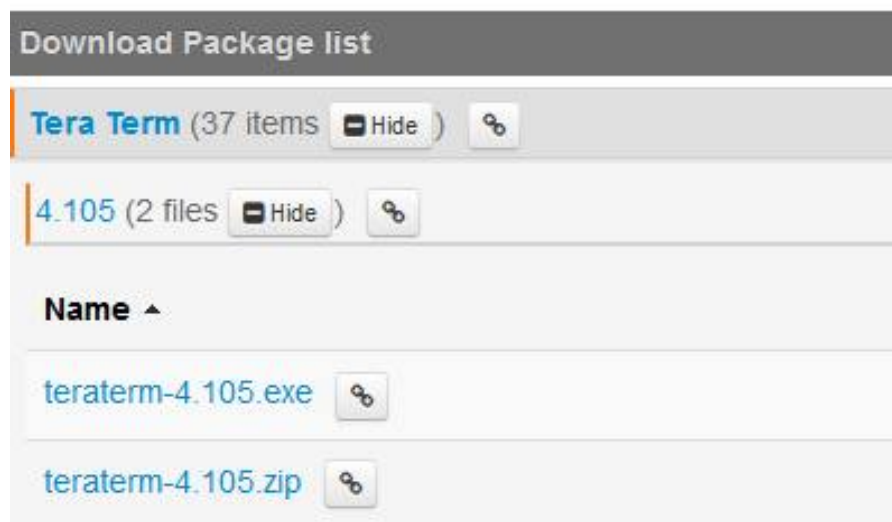 Download Package list
Tera Term (37 items Hide )
4.105 (2 files Hide )
Name
teraterm-4.105.exe
teraterm-4.105.zip